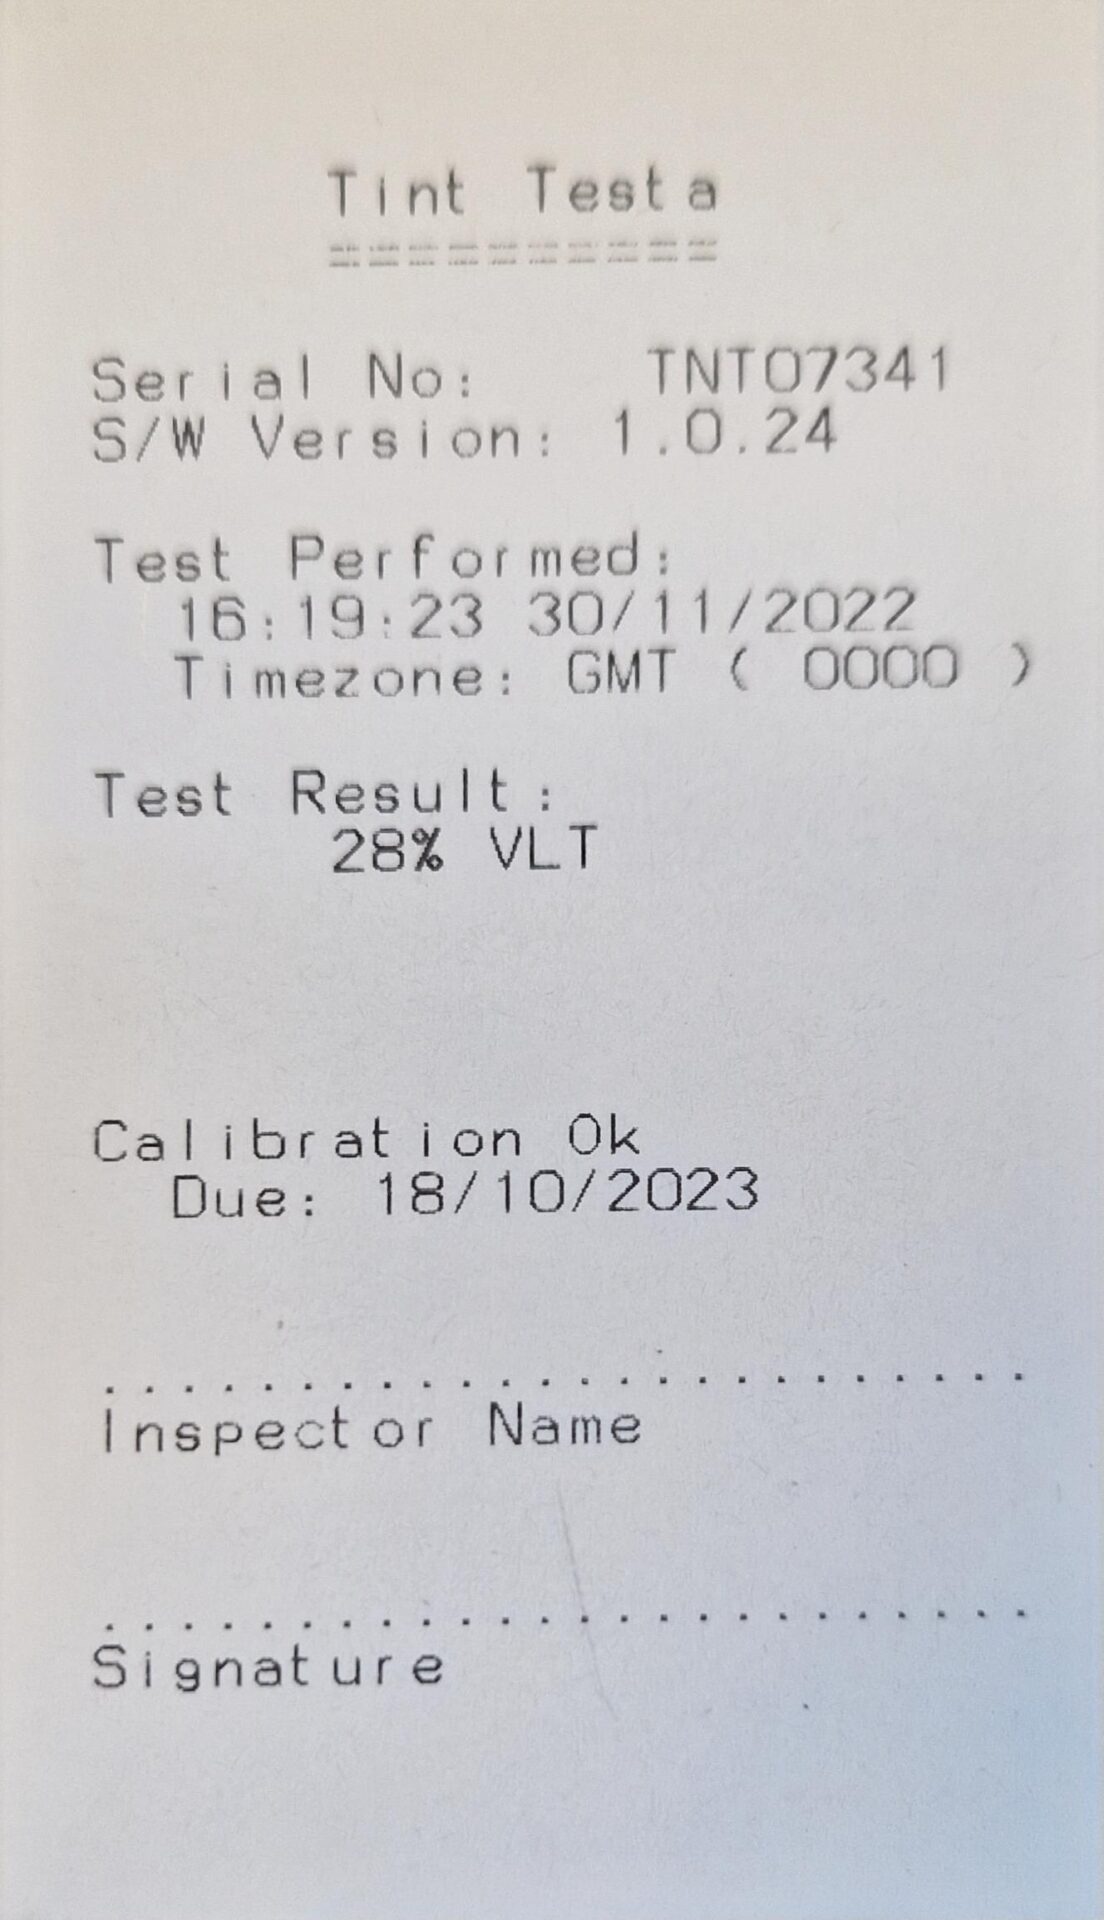 Tint Testa
==========
Serial No: TNT07341
S/W Version: 1.0.24
Test Performed:
16:19:23 30/11/2022
Timezone: GMT ( 0000 )
Test Result:
28% VLT
Calibration Ok
Due: 18/10/2023
........................
Inspector Name
........................
Signature